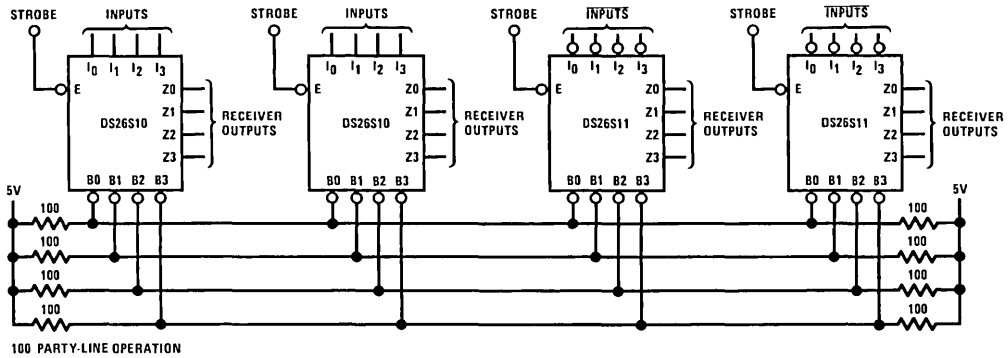 STROBE INPUTS STROBE INPUTS STROBE INPUTS STROBE INPUTS
I0 I1 I2 I3 I0 I1 I2 I3 I0 I1 I2 I3 I0 I1 I2 I3
E Z0 E Z0 E Z0 E Z0
DS26S10 Z1 RECEIVER DS26S10 Z1 RECEIVER DS26S11 Z1 RECEIVER DS26S11 Z1 RECEIVER
Z2 OUTPUTS Z2 OUTPUTS Z2 OUTPUTS Z2 OUTPUTS
Z3 Z3 Z3 Z3
B0 B1 B2 B3 B0 B1 B2 B3 B0 B1 B2 B3 B0 B1 B2 B3
5V 5V
100 100
100 100
100 100
100 100
100 PARTY-LINE OPERATION